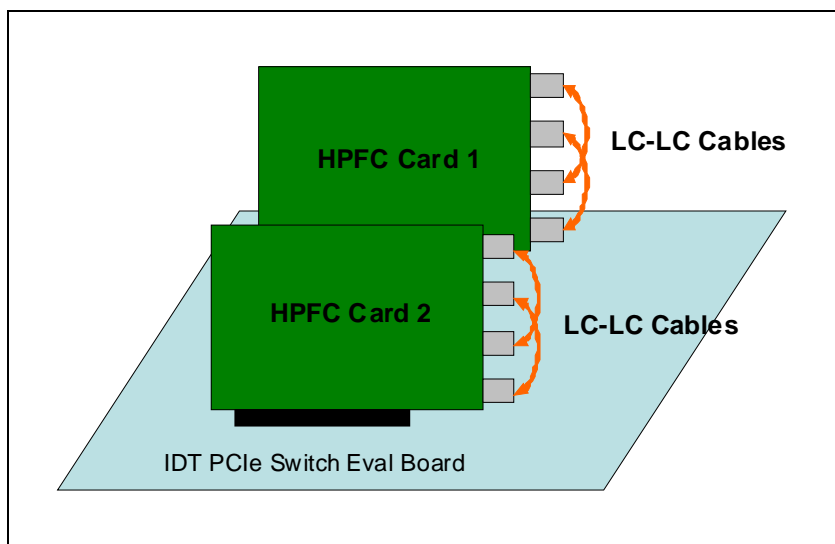 HPFC Card 1
LC-LC Cables
HPFC Card 2
LC-LC Cables
IDT PCIe Switch Eval Board